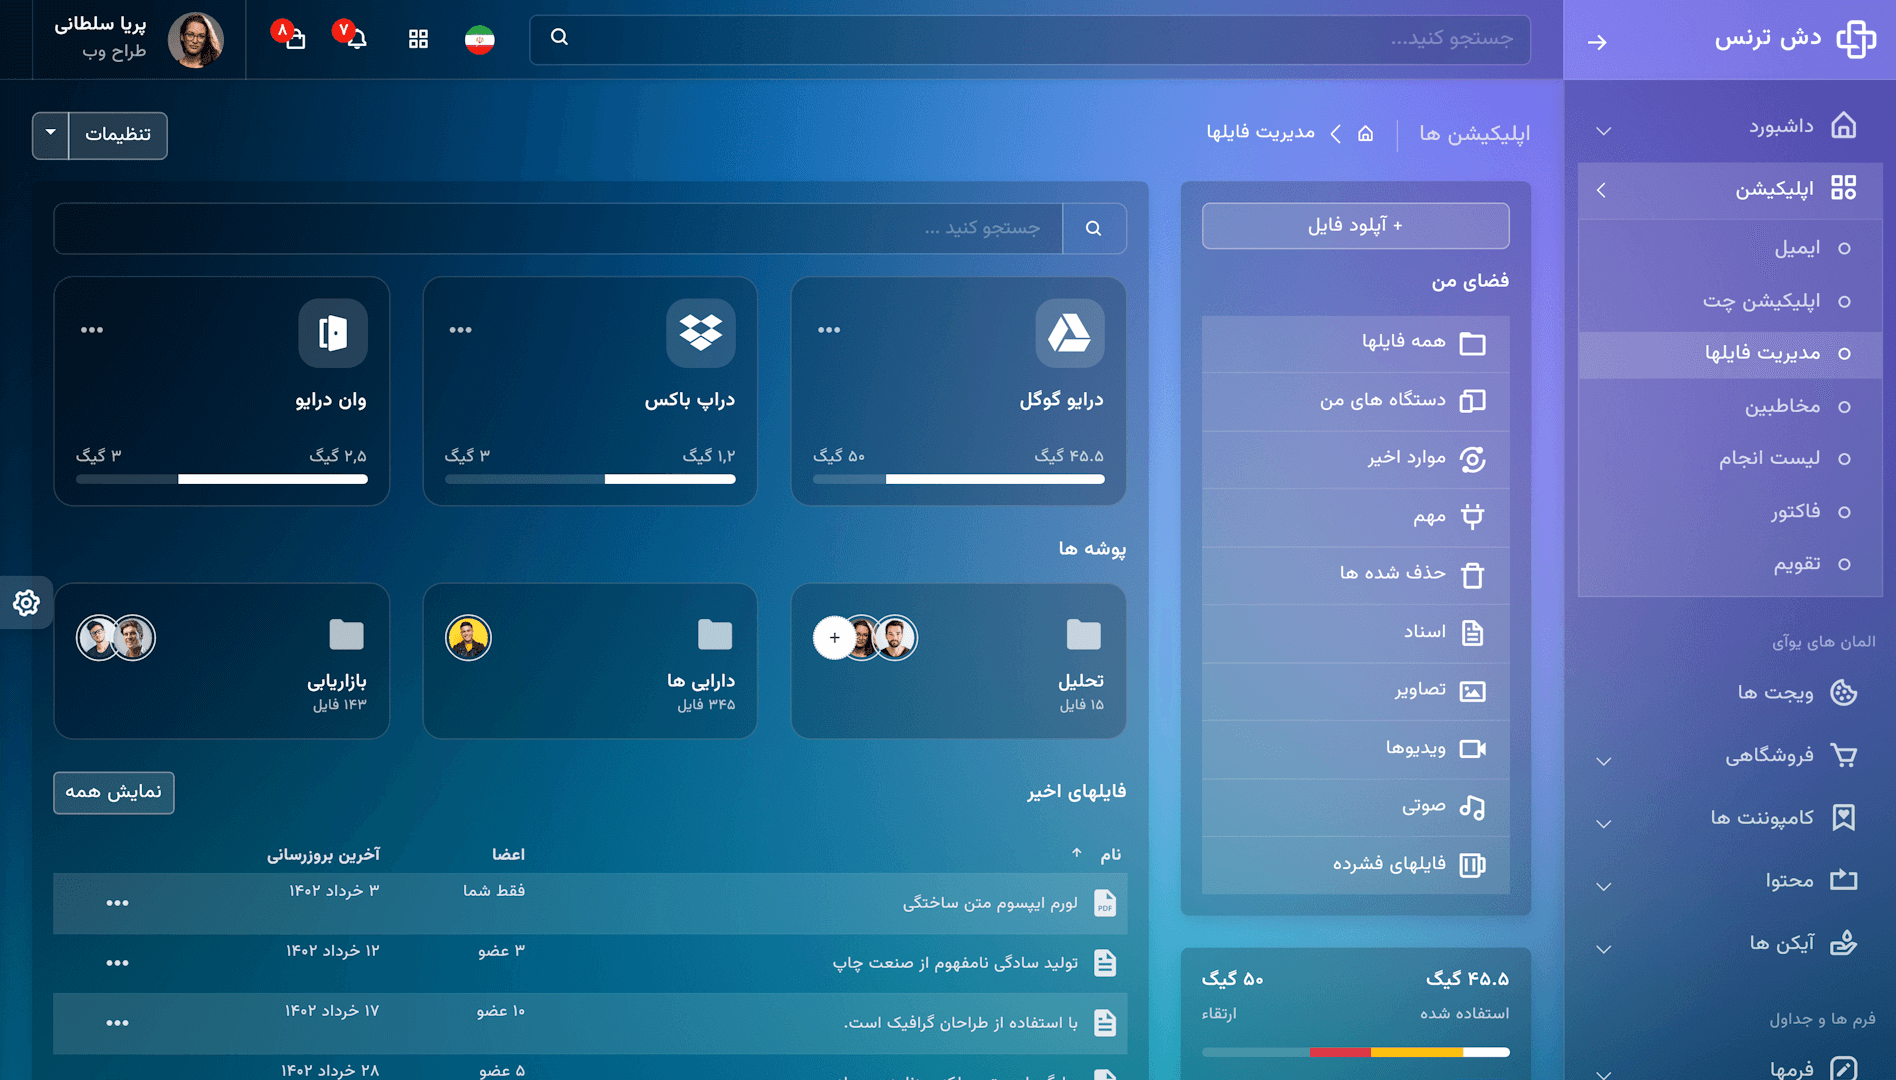 دش ترنس
جستجو کنید...
۷
۸
پریا سلطانی
طراح وب
داشبورد
اپلیکیشن
ایمیل
اپلیکیشن چت
مدیریت فایلها
مخاطبین
لیست انجام
فاکتور
تقویم
المان های یوآی
ویجت ها
فروشگاهی
کامپوننت ها
محتوا
آیکن ها
فرم ها و جداول
فرمها
اپلیکیشن ها
مدیریت فایلها
تنظیمات
+ آپلود فایل
فضای من
همه فایلها
دستگاه های من
موارد اخیر
مهم
حذف شده ها
اسناد
تصاویر
ویدیوها
صوتی
فایلهای فشرده
۴۵.۵ گیگ ۵۰ گیگ
استفاده شده ارتقاء
جستجو کنید ...
درایو گوگل
۴۵.۵ گیگ ۵۰ گیگ
دراپ باکس
۱,۲ گیگ ۳ گیگ
وان درایو
۲,۵ گیگ ۳ گیگ
پوشه ها
تحلیل
۱۵ فایل
+
دارایی ها
۳۴۵ فایل
بازاریابی
۱۴۳ فایل
فایلهای اخیر
نمایش همه
نام اعضا آخرین بروزرسانی
PDF لورم ایپسوم متن ساختگی فقط شما ۳ خرداد ۱۴۰۲
تولید سادگی نامفهوم از صنعت چاپ ۳ عضو ۱۲ خرداد ۱۴۰۲
با استفاده از طراحان گرافیک است. ۱۰ عضو ۱۷ خرداد ۱۴۰۲
۵ عضو ۲۸ خرداد ۱۴۰۲